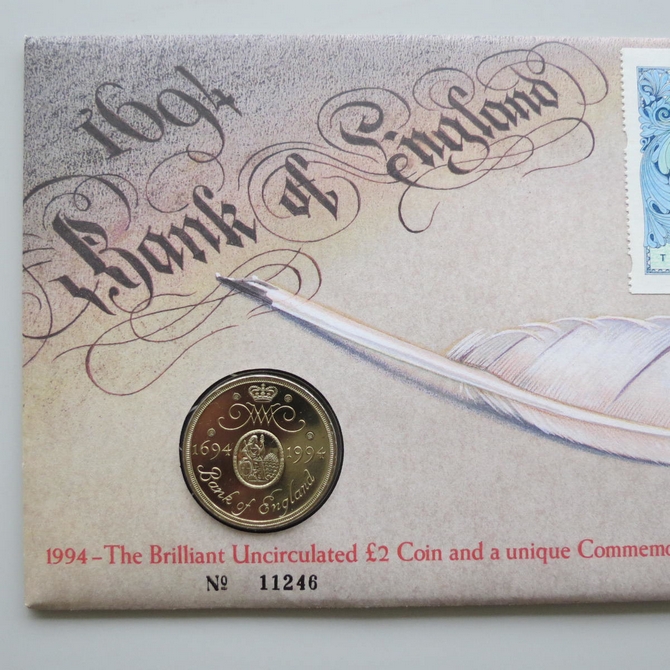 1694
Bank of England
T
1694 1994
Bank of England
1994 – The Brilliant Uncirculated £2 Coin and a unique Commemo
Nº 11246